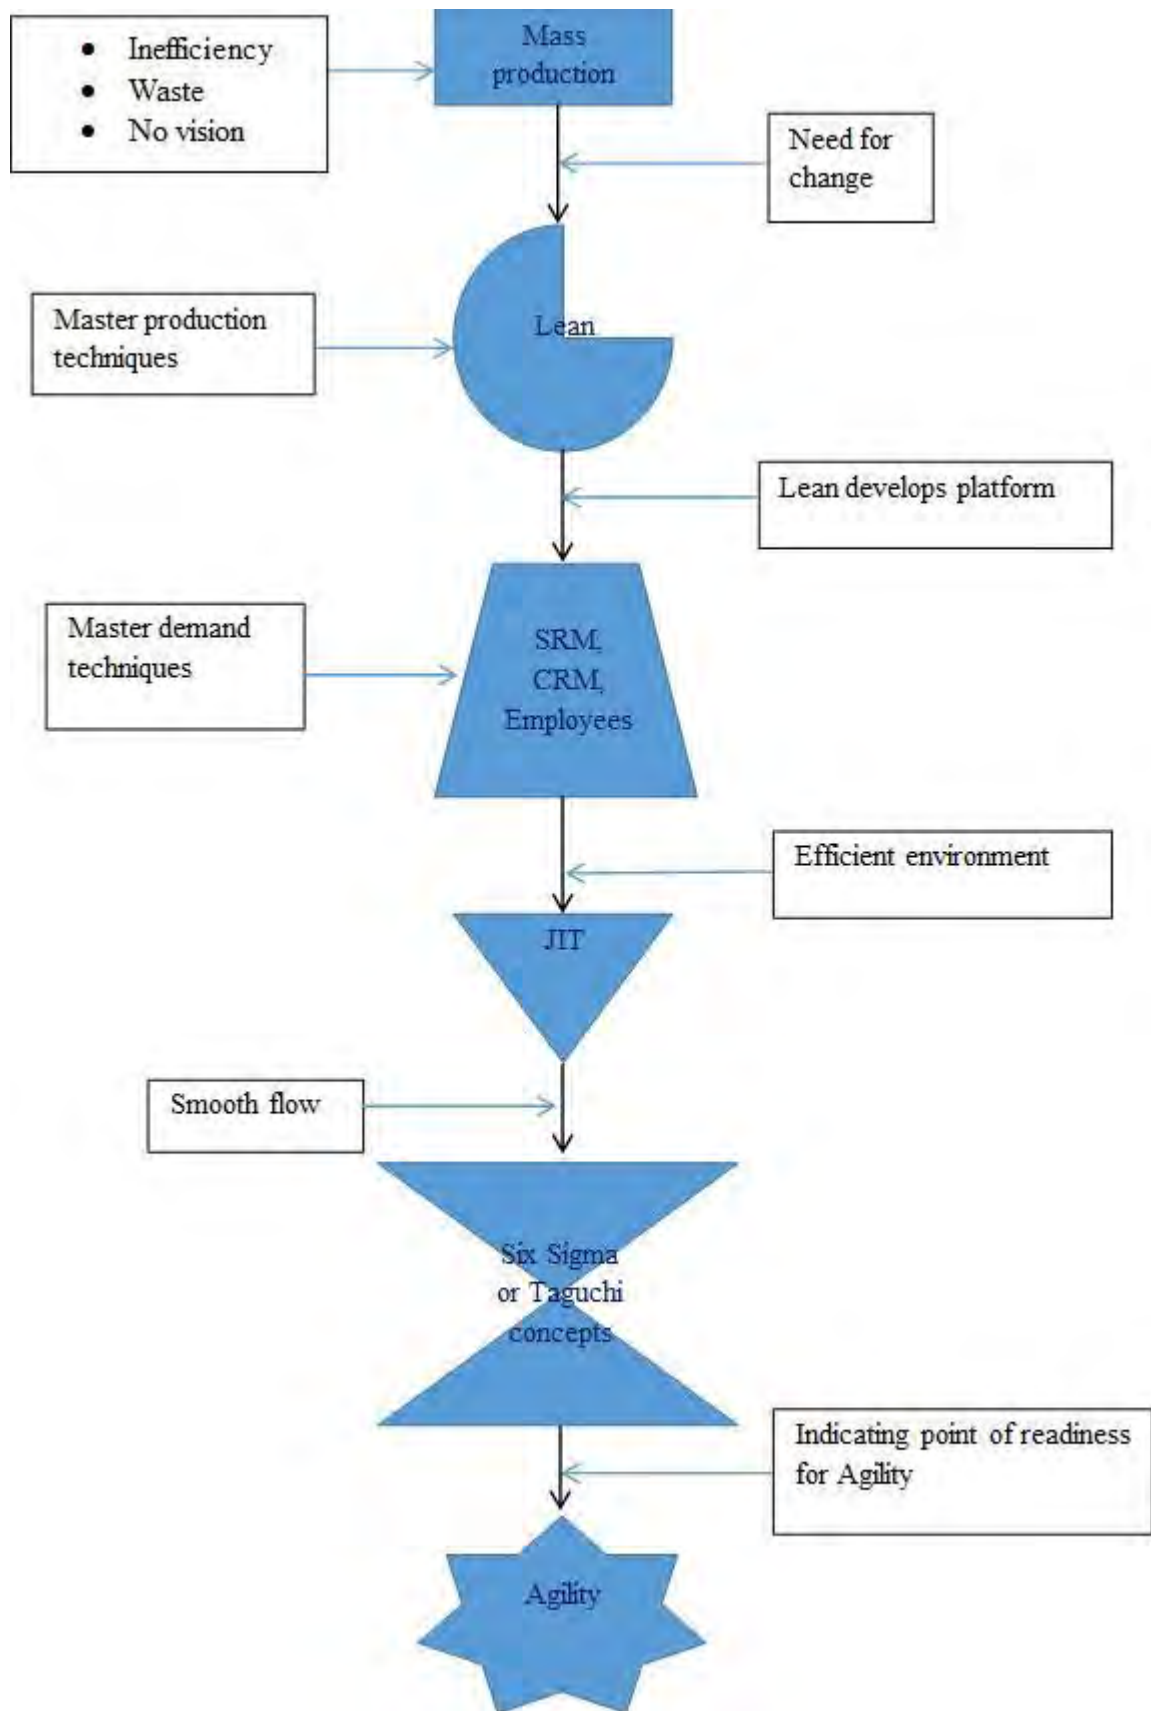 • Inefficiency
• Waste
• No vision
Mass
production
Need for
change
Master production
techniques
Lean
Lean develops platform
Master demand
techniques
SRM,
CRM,
Employees
Efficient environment
JIT
Smooth flow
Six Sigma
or Taguchi
concepts
Indicating point of readiness
for Agility
Agility